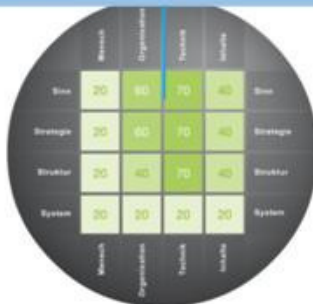 Mensch Organisation Technik Inhalte
Sinn 20 60 70 40 Sinn
Strategie 20 60 70 40 Strategie
Struktur 20 40 70 40 Struktur
System 20 20 20 20 System
Mensch Organisation Technik Inhalte